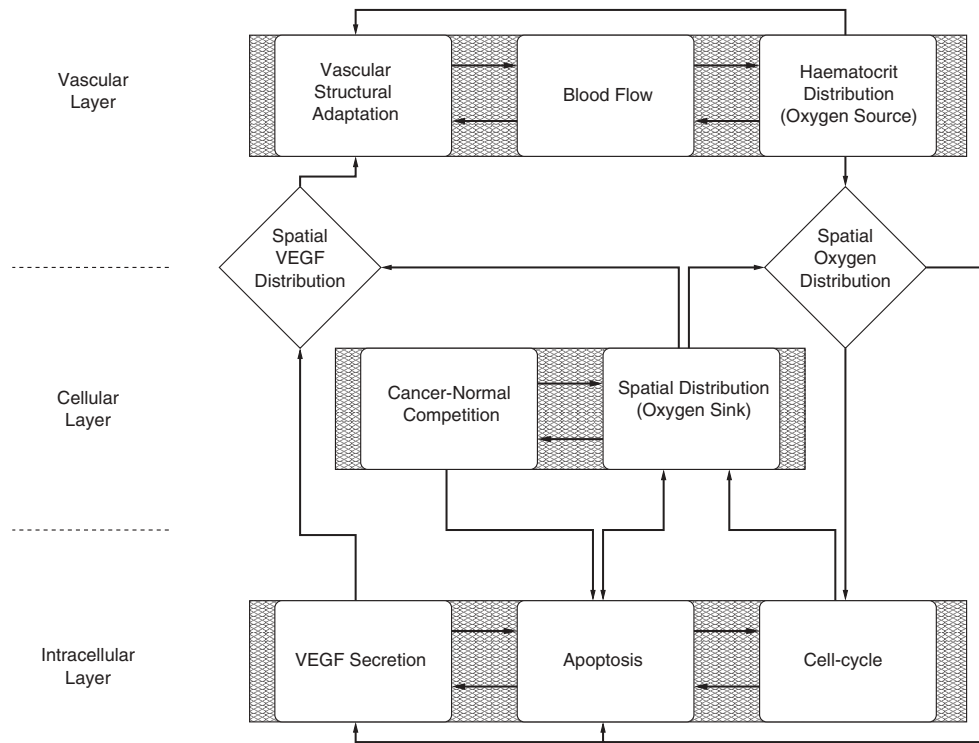 Vascular
Layer
Vascular
Structural
Adaptation
Blood Flow
Haematocrit
Distribution
(Oxygen Source)
Spatial
VEGF
Distribution
Spatial
Oxygen
Distribution
Cellular
Layer
Cancer-Normal
Competition
Spatial Distribution
(Oxygen Sink)
Intracellular
Layer
VEGF Secretion
Apoptosis
Cell-cycle